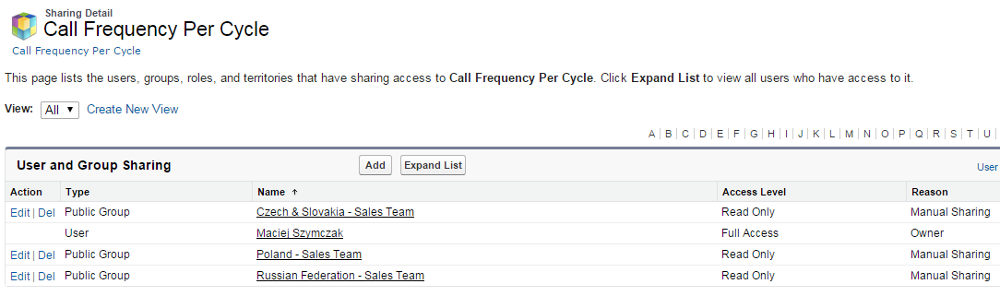 Sharing Detail
Call Frequency Per Cycle
Call Frequency Per Cycle
This page lists the users, groups, roles, and territories that have sharing access to Call Frequency Per Cycle. Click Expand List to view all users who have access to it.
View: All ▼ Create New View
A | B | C | D | E | F | G | H | I | J | K | L | M | N | O | P | Q | R | S | T | U |
User and Group Sharing Add Expand List User
Action Type Name ↑ Access Level Reason
Edit | Del Public Group Czech & Slovakia - Sales Team Read Only Manual Sharing
User Maciej Szymczak Full Access Owner
Edit | Del Public Group Poland - Sales Team Read Only Manual Sharing
Edit | Del Public Group Russian Federation - Sales Team Read Only Manual Sharing